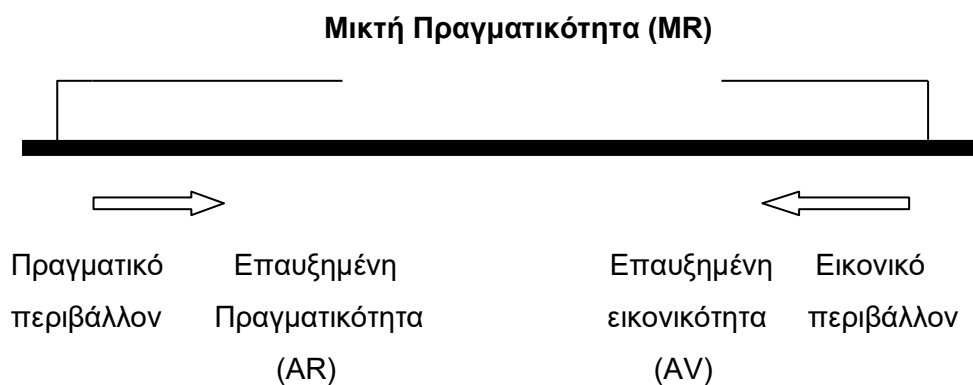 Μικτή Πραγματικότητα (MR)
Πραγματικό Επαυξημένη Επαυξημένη Εικονικό
περιβάλλον Πραγματικότητα εικονικότητα περιβάλλον
(AR) (AV)